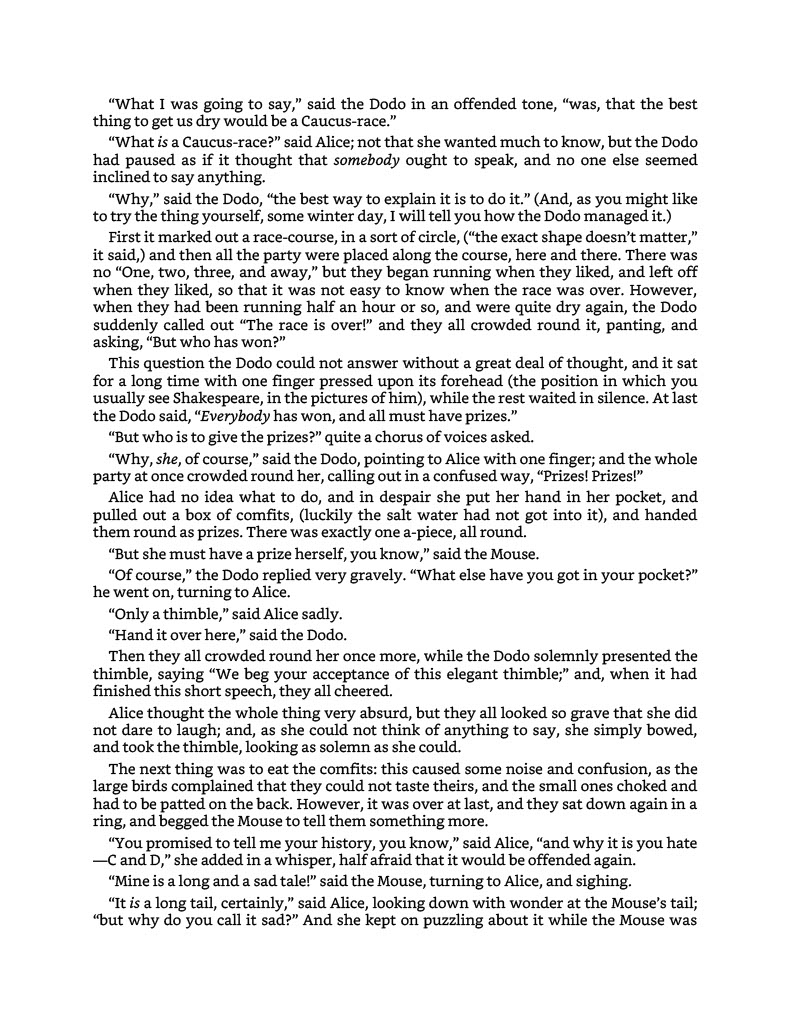 “What I was going to say,” said the Dodo in an offended tone, “was, that the best
thing to get us dry would be a Caucus-race.”
“What is a Caucus-race?” said Alice; not that she wanted much to know, but the Dodo
had paused as if it thought that somebody ought to speak, and no one else seemed
inclined to say anything.
“Why,” said the Dodo, “the best way to explain it is to do it.” (And, as you might like
to try the thing yourself, some winter day, I will tell you how the Dodo managed it.)
First it marked out a race-course, in a sort of circle, (“the exact shape doesn’t matter,”
it said,) and then all the party were placed along the course, here and there. There was
no “One, two, three, and away,” but they began running when they liked, and left off
when they liked, so that it was not easy to know when the race was over. However,
when they had been running half an hour or so, and were quite dry again, the Dodo
suddenly called out “The race is over!” and they all crowded round it, panting, and
asking, “But who has won?”
This question the Dodo could not answer without a great deal of thought, and it sat
for a long time with one finger pressed upon its forehead (the position in which you
usually see Shakespeare, in the pictures of him), while the rest waited in silence. At last
the Dodo said, “Everybody has won, and all must have prizes.”
“But who is to give the prizes?” quite a chorus of voices asked.
“Why, she, of course,” said the Dodo, pointing to Alice with one finger; and the whole
party at once crowded round her, calling out in a confused way, “Prizes! Prizes!”
Alice had no idea what to do, and in despair she put her hand in her pocket, and
pulled out a box of comfits, (luckily the salt water had not got into it), and handed
them round as prizes. There was exactly one a-piece, all round.
“But she must have a prize herself, you know,” said the Mouse.
“Of course,” the Dodo replied very gravely. “What else have you got in your pocket?”
he went on, turning to Alice.
“Only a thimble,” said Alice sadly.
“Hand it over here,” said the Dodo.
Then they all crowded round her once more, while the Dodo solemnly presented the
thimble, saying “We beg your acceptance of this elegant thimble;” and, when it had
finished this short speech, they all cheered.
Alice thought the whole thing very absurd, but they all looked so grave that she did
not dare to laugh; and, as she could not think of anything to say, she simply bowed,
and took the thimble, looking as solemn as she could.
The next thing was to eat the comfits: this caused some noise and confusion, as the
large birds complained that they could not taste theirs, and the small ones choked and
had to be patted on the back. However, it was over at last, and they sat down again in a
ring, and begged the Mouse to tell them something more.
“You promised to tell me your history, you know,” said Alice, “and why it is you hate
—C and D,” she added in a whisper, half afraid that it would be offended again.
“Mine is a long and a sad tale!” said the Mouse, turning to Alice, and sighing.
“It is a long tail, certainly,” said Alice, looking down with wonder at the Mouse’s tail;
“but why do you call it sad?” And she kept on puzzling about it while the Mouse was